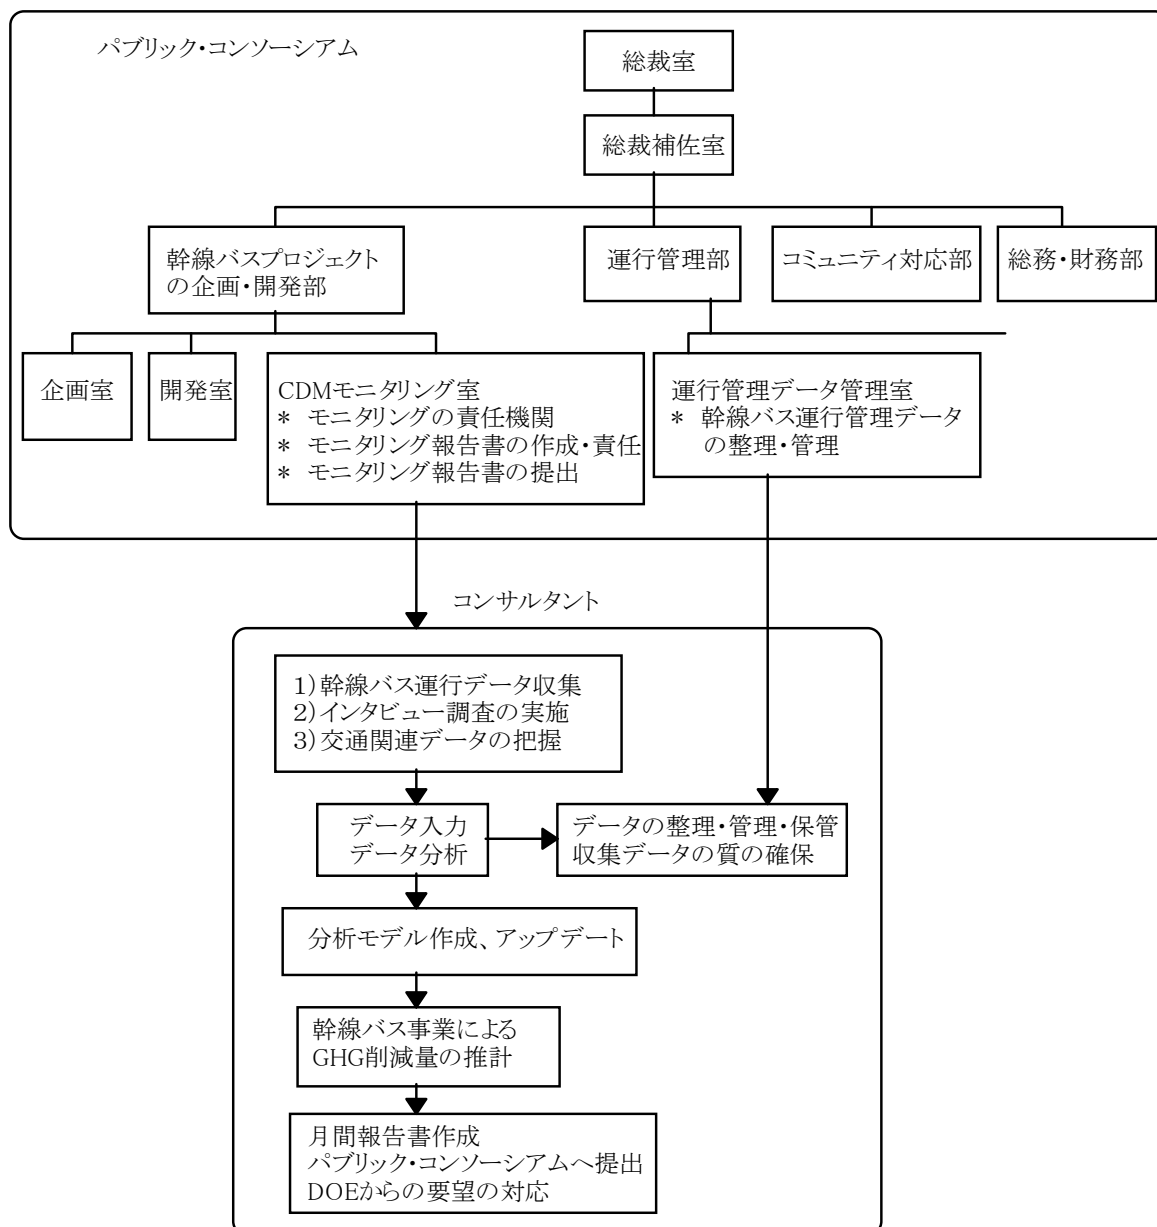 パブリック・コンソーシアム
総裁室
総裁補佐室
幹線バスプロジェクト
の企画・開発部
運行管理部
コミュニティ対応部
総務・財務部
企画室
開発室
CDMモニタリング室
* モニタリングの責任機関
* モニタリング報告書の作成・責任
* モニタリング報告書の提出
運行管理データ管理室
* 幹線バス運行管理データ
の整理・管理
コンサルタント
1)幹線バス運行データ収集
2)インタビュー調査の実施
3)交通関連データの把握
データ入力
データ分析
データの整理・管理・保管
収集データの質の確保
分析モデル作成、アップデート
幹線バス事業による
GHG削減量の推計
月間報告書作成
パブリック・コンソーシアムへ提出
DOEからの要望の対応